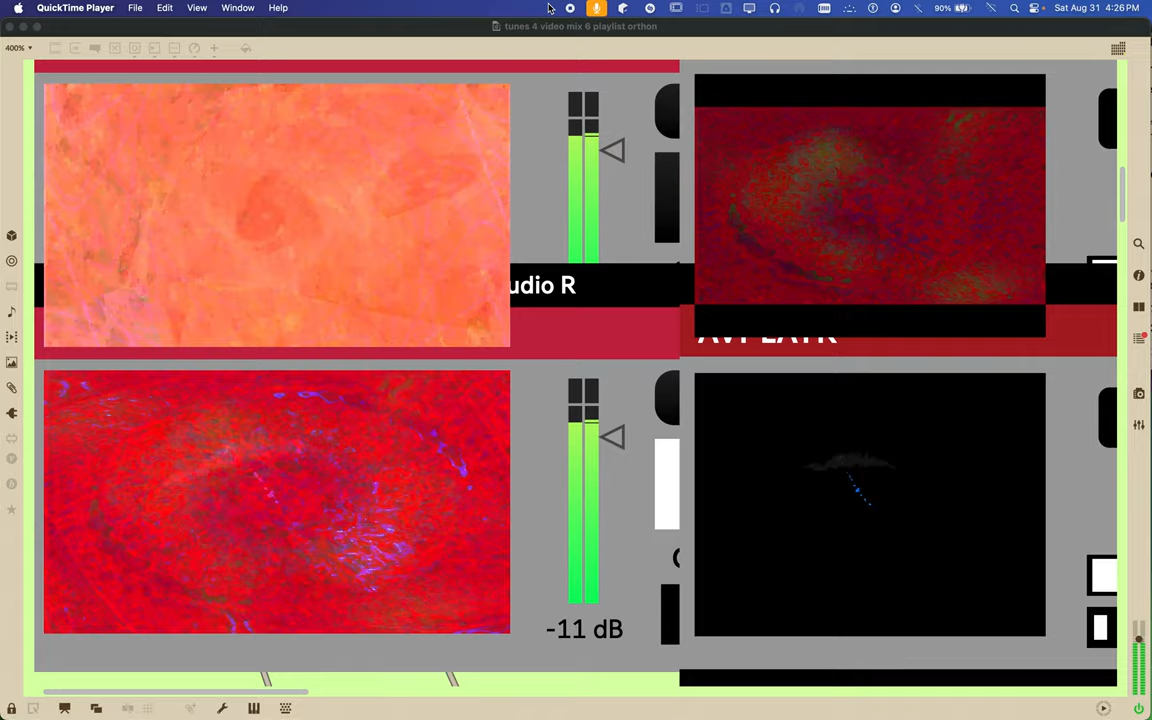 QuickTime Player File Edit View Window Help 90% Sat Aug 31 4:26 PM
tunes 4 video mix 6 playlist orthon
400%
udio R
-11 dB